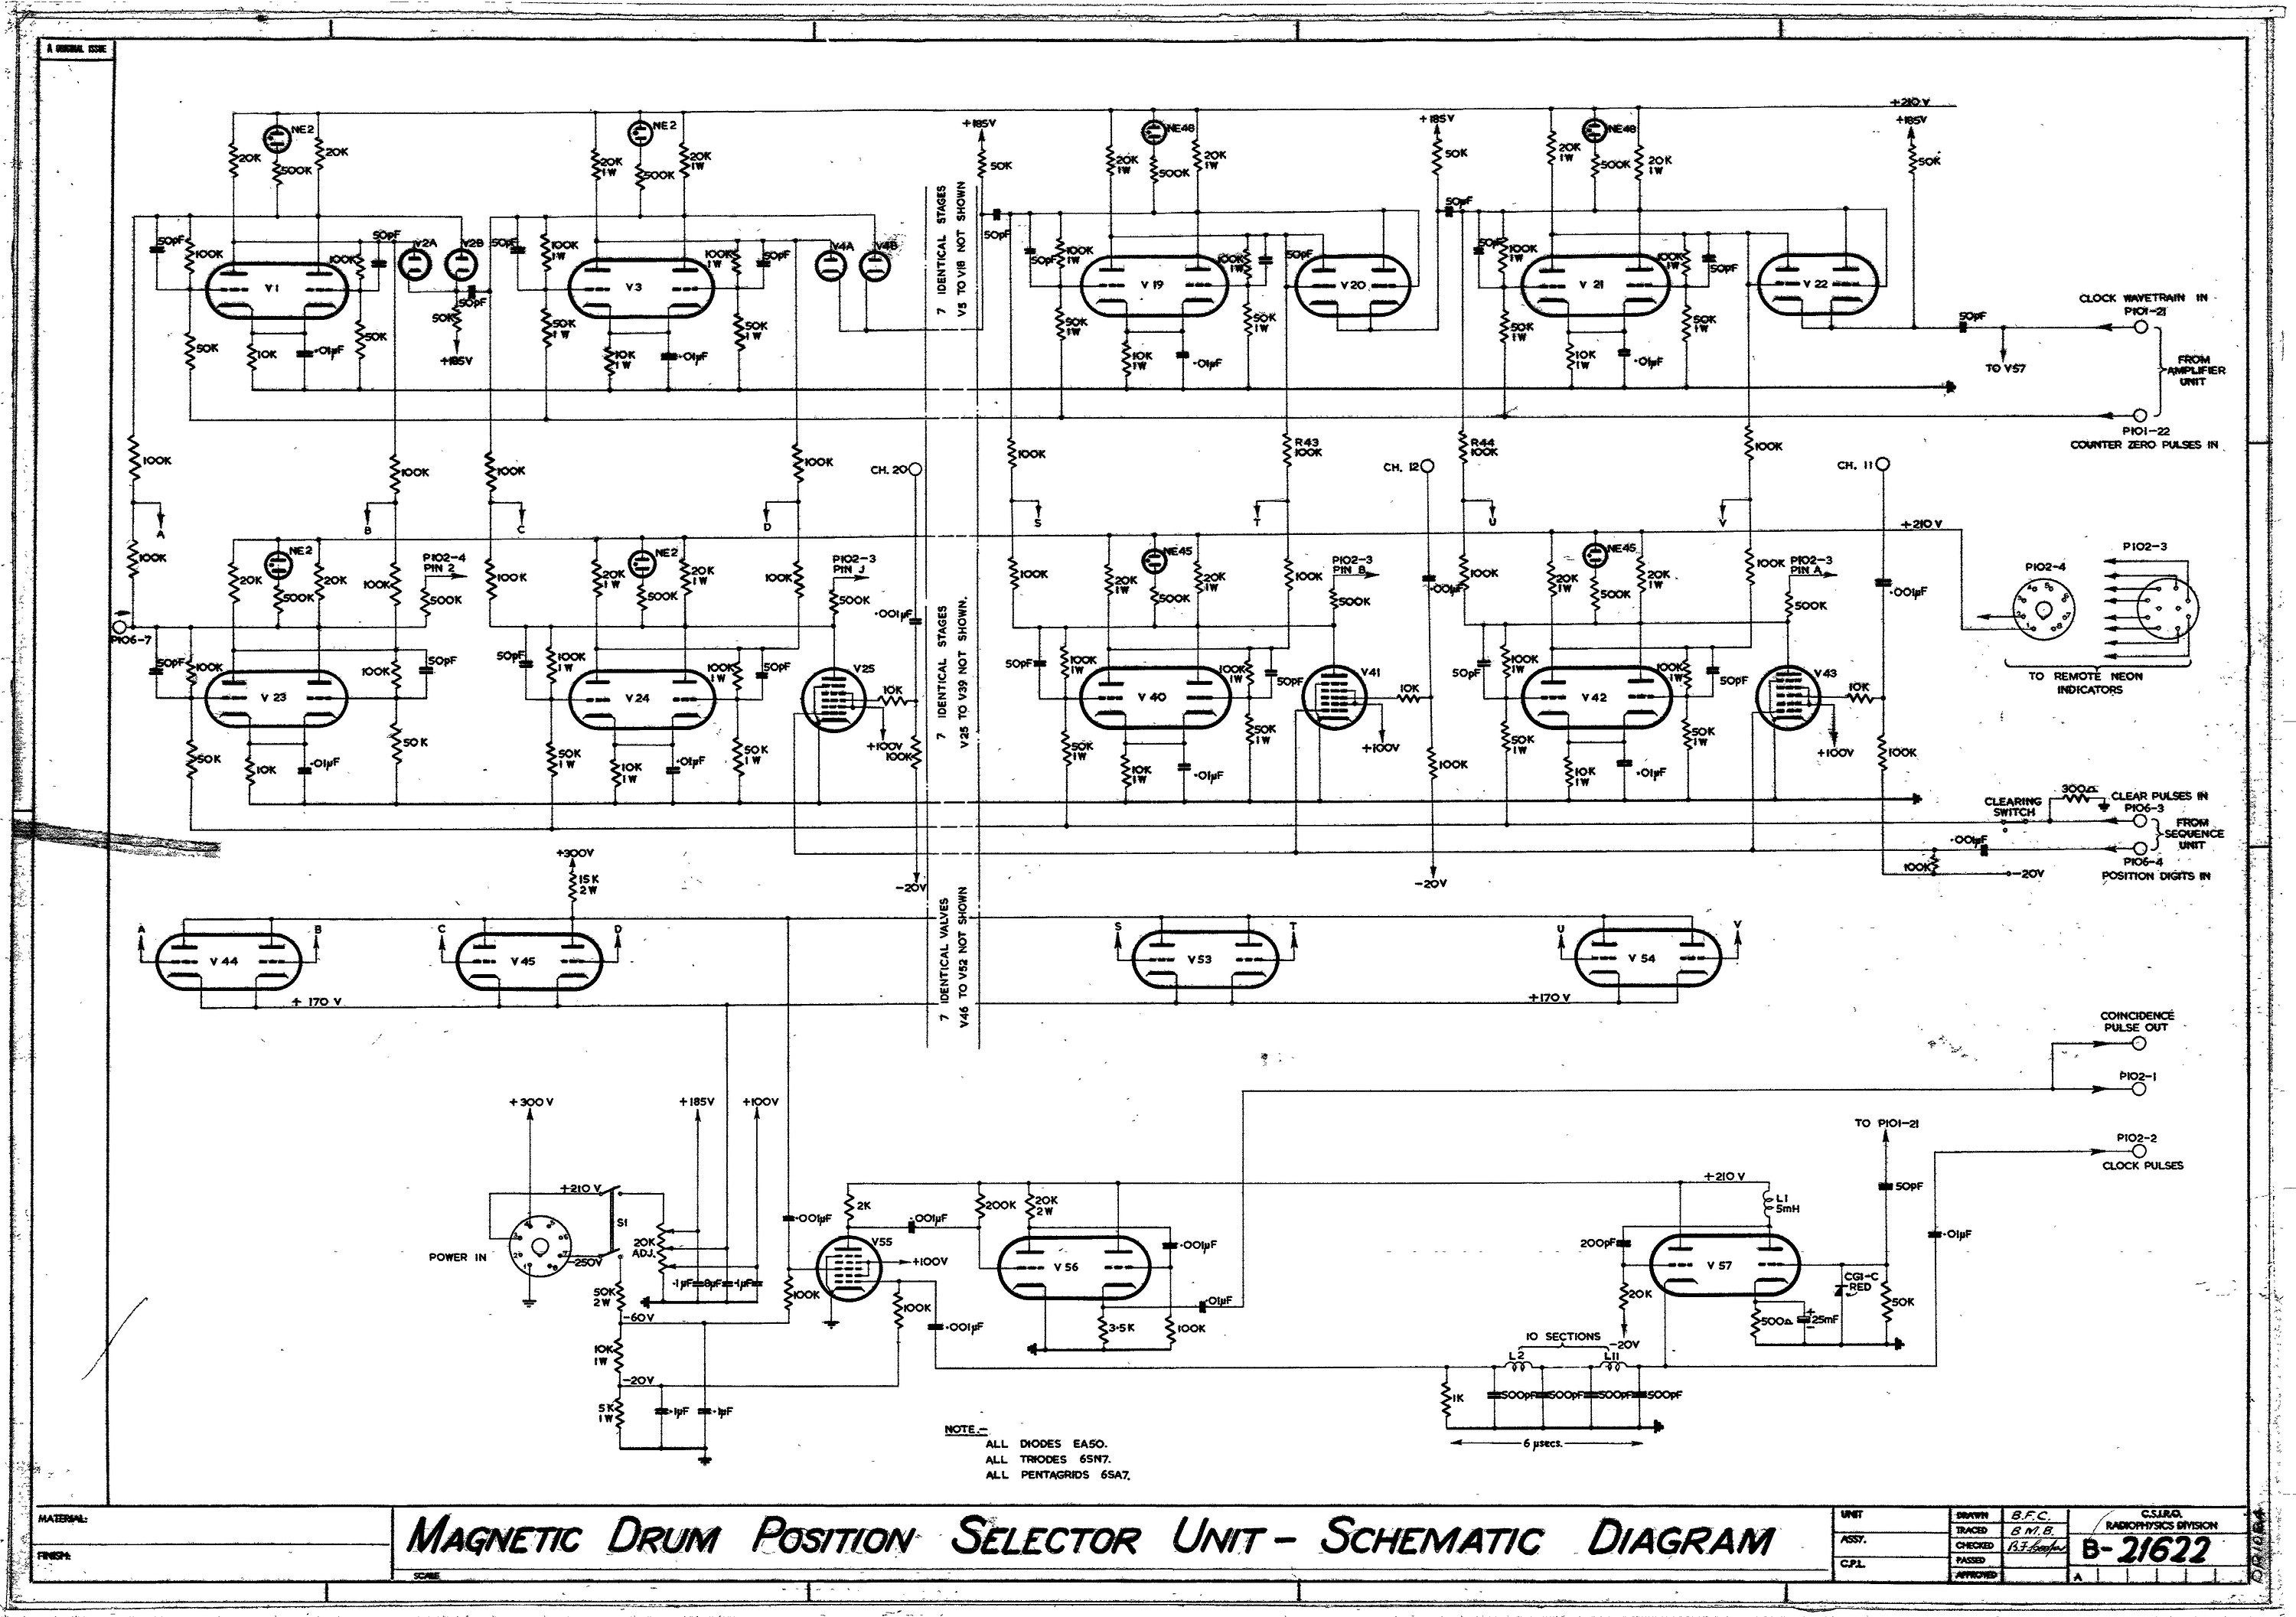 A ORIGINAL ISSUE
+210V
+185V
+185V
+185V
NE2
NE2
NE48
NE48
20K
20K
500K
20K 1W
20K 1W
500K
50K
20K 1W
20K 1W
500K
50K
20K 1W
20K 1W
500K
50K
50pF
100K
100K
50pF
V2A
V2B
50pF
100K 1W
100K 1W
50pF
V4A
V4B
50pF
50pF
100K 1W
100K 1W
50pF
50pF
50pF
100K 1W
100K 1W
50pF
V1
V3
V19
V20
V21
V22
50K
10K
·01µF
50K
50pF
50K
+185V
50K 1W
10K 1W
·01µF
50K 1W
50K 1W
10K 1W
·01µF
50K 1W
50K 1W
10K 1W
·01µF
50K 1W
50pF
TO V57
CLOCK WAVETRAIN IN
P101-21
FROM AMPLIFIER UNIT
P101-22
COUNTER ZERO PULSES IN
7 IDENTICAL STAGES
V5 TO V18 NOT SHOWN
100K
100K
100K
100K
CH. 20
100K
R43 100K
CH. 12
R44 100K
100K
CH. 11
A
B
C
D
S
T
U
V
+210V
100K
100K
100K
100K
100K
100K
100K
100K
NE2
NE2
NE45
NE45
20K
20K
500K
P102-4 PIN 2
500K
20K 1W
20K 1W
500K
P102-3 PIN J
500K
·001µF
20K 1W
20K 1W
500K
P102-3 PIN B
500K
·001µF
20K 1W
20K 1W
500K
P102-3 PIN A
500K
·001µF
P102-4
P102-3
TO REMOTE NEON INDICATORS
P106-7
50pF
100K
100K
50pF
50pF
100K 1W
100K 1W
50pF
50pF
100K 1W
100K 1W
50pF
50pF
100K 1W
100K 1W
50pF
V23
V24
V25
V40
V41
V42
V43
10K
10K
10K
+100V
+100V
+100V
50K
10K
·01µF
50K
50K 1W
10K 1W
·01µF
50K 1W
100K
50K 1W
10K 1W
·01µF
50K 1W
100K
50K 1W
10K 1W
·01µF
50K 1W
100K
7 IDENTICAL STAGES
V25 TO V39 NOT SHOWN.
300Ω
CLEAR PULSES IN
P106-3
CLEARING SWITCH
FROM SEQUENCE UNIT
·001µF
P106-4
POSITION DIGITS IN
100K
-20V
-20V
-20V
+300V
15K 2W
A
B
C
D
S
T
U
V
V44
V45
V53
V54
+170V
+170V
7 IDENTICAL VALVES
V46 TO V52 NOT SHOWN
COINCIDENCE PULSE OUT
P102-1
P102-2
CLOCK PULSES
TO P101-21
+300V
+185V
+100V
+210V
S1
20K ADJ.
POWER IN
-250V
50K 2W
·1µF
8µF
·1µF
-60V
10K 1W
-20V
5K 1W
·1µF
·1µF
·001µF
100K
2K
V55
+100V
100K
·001µF
·001µF
200K
20K 2W
V56
·001µF
·01µF
3·5K
100K
+210V
L1 5mH
200pF
V57
20K
-20V
CG1-C RED
500Ω
25mF
50K
50pF
·01µF
10 SECTIONS
L2
L11
1K
500pF
500pF
500pF
500pF
6 µsecs.
NOTE:-
ALL DIODES EA50.
ALL TRIODES 6SN7.
ALL PENTAGRIDS 6SA7.
MATERIAL:
FINISH:
MAGNETIC DRUM POSITION SELECTOR UNIT – SCHEMATIC DIAGRAM
SCALE
UNIT
ASSY.
C.P.L.
DRAWN B.F.C.
TRACED B.M.B.
CHECKED
PASSED
APPROVED
C.S.I.R.O.
RADIOPHYSICS DIVISION
B-21622
A